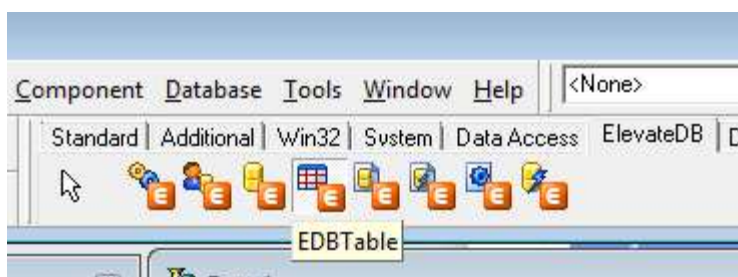 Component Database Tools Window Help <None>
Standard Additional Win32 System Data Access ElevateDB D
EDBTable